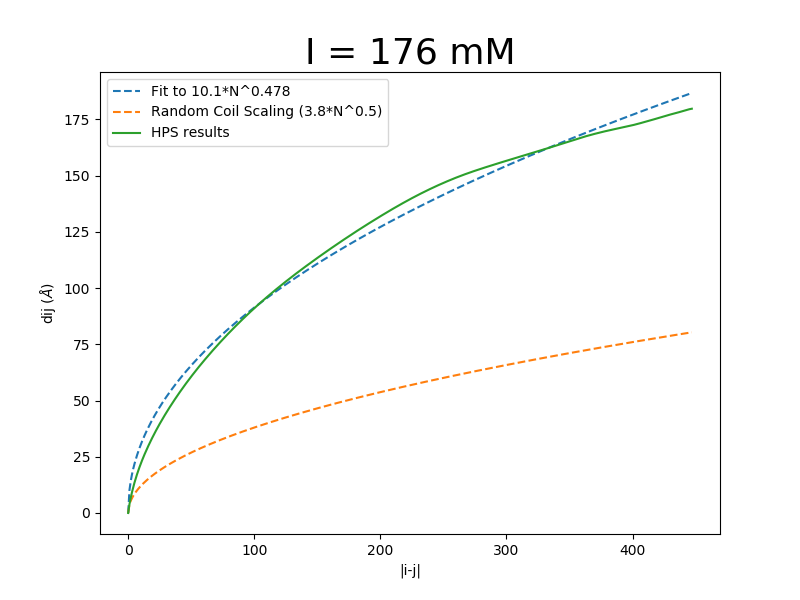 I = 176 mM
Fit to 10.1*N^0.478
Random Coil Scaling (3.8*N^0.5)
HPS results
175
150
125
100
75
50
25
0
dij (Å)
0 100 200 300 400
|i-j|